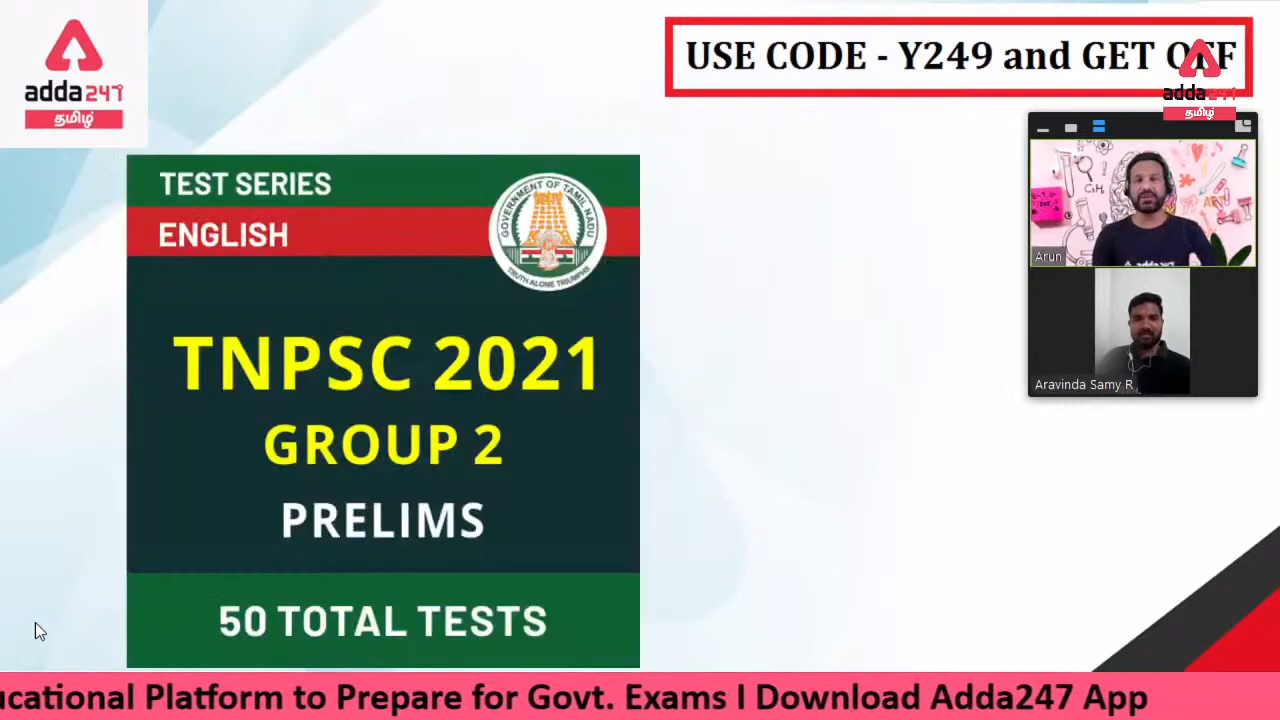 adda247
தமிழ்
USE CODE - Y249 and GET OFF
adda247
தமிழ்
TEST SERIES
ENGLISH
GOVERNMENT OF TAMIL NADU
TRUTH ALONE TRIUMPHS
TNPSC 2021
GROUP 2
PRELIMS
50 TOTAL TESTS
Arun
Aravinda Samy R
ucational Platform to Prepare for Govt. Exams I Download Adda247 App